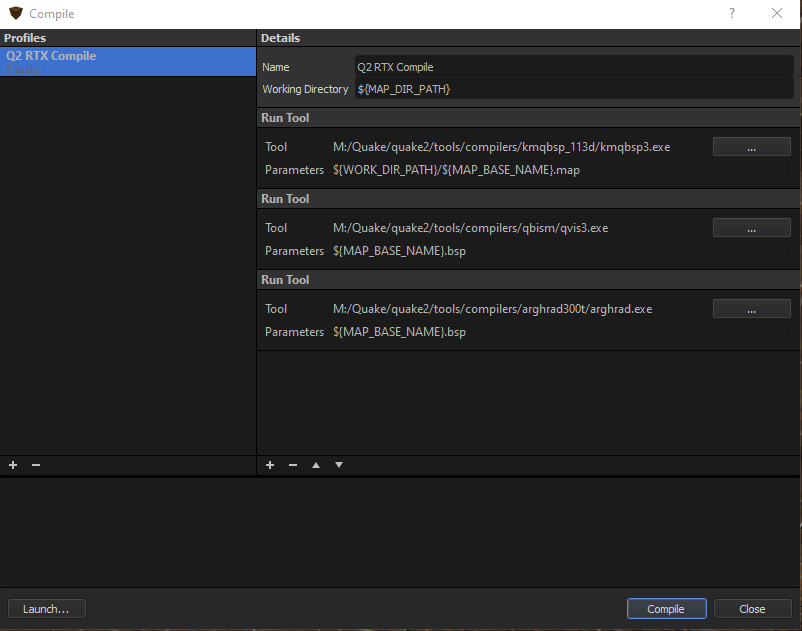 Compile
?
Profiles
Q2 RTX Compile
3 tasks
Details
Name Q2 RTX Compile
Working Directory ${MAP_DIR_PATH}
Run Tool
Tool M:/Quake/quake2/tools/compilers/kmqbsp_113d/kmqbsp3.exe ...
Parameters ${WORK_DIR_PATH}/${MAP_BASE_NAME}.map
Run Tool
Tool M:/Quake/quake2/tools/compilers/qbism/qvis3.exe ...
Parameters ${MAP_BASE_NAME}.bsp
Run Tool
Tool M:/Quake/quake2/tools/compilers/arghrad300t/arghrad.exe ...
Parameters ${MAP_BASE_NAME}.bsp
Launch...
Compile
Close